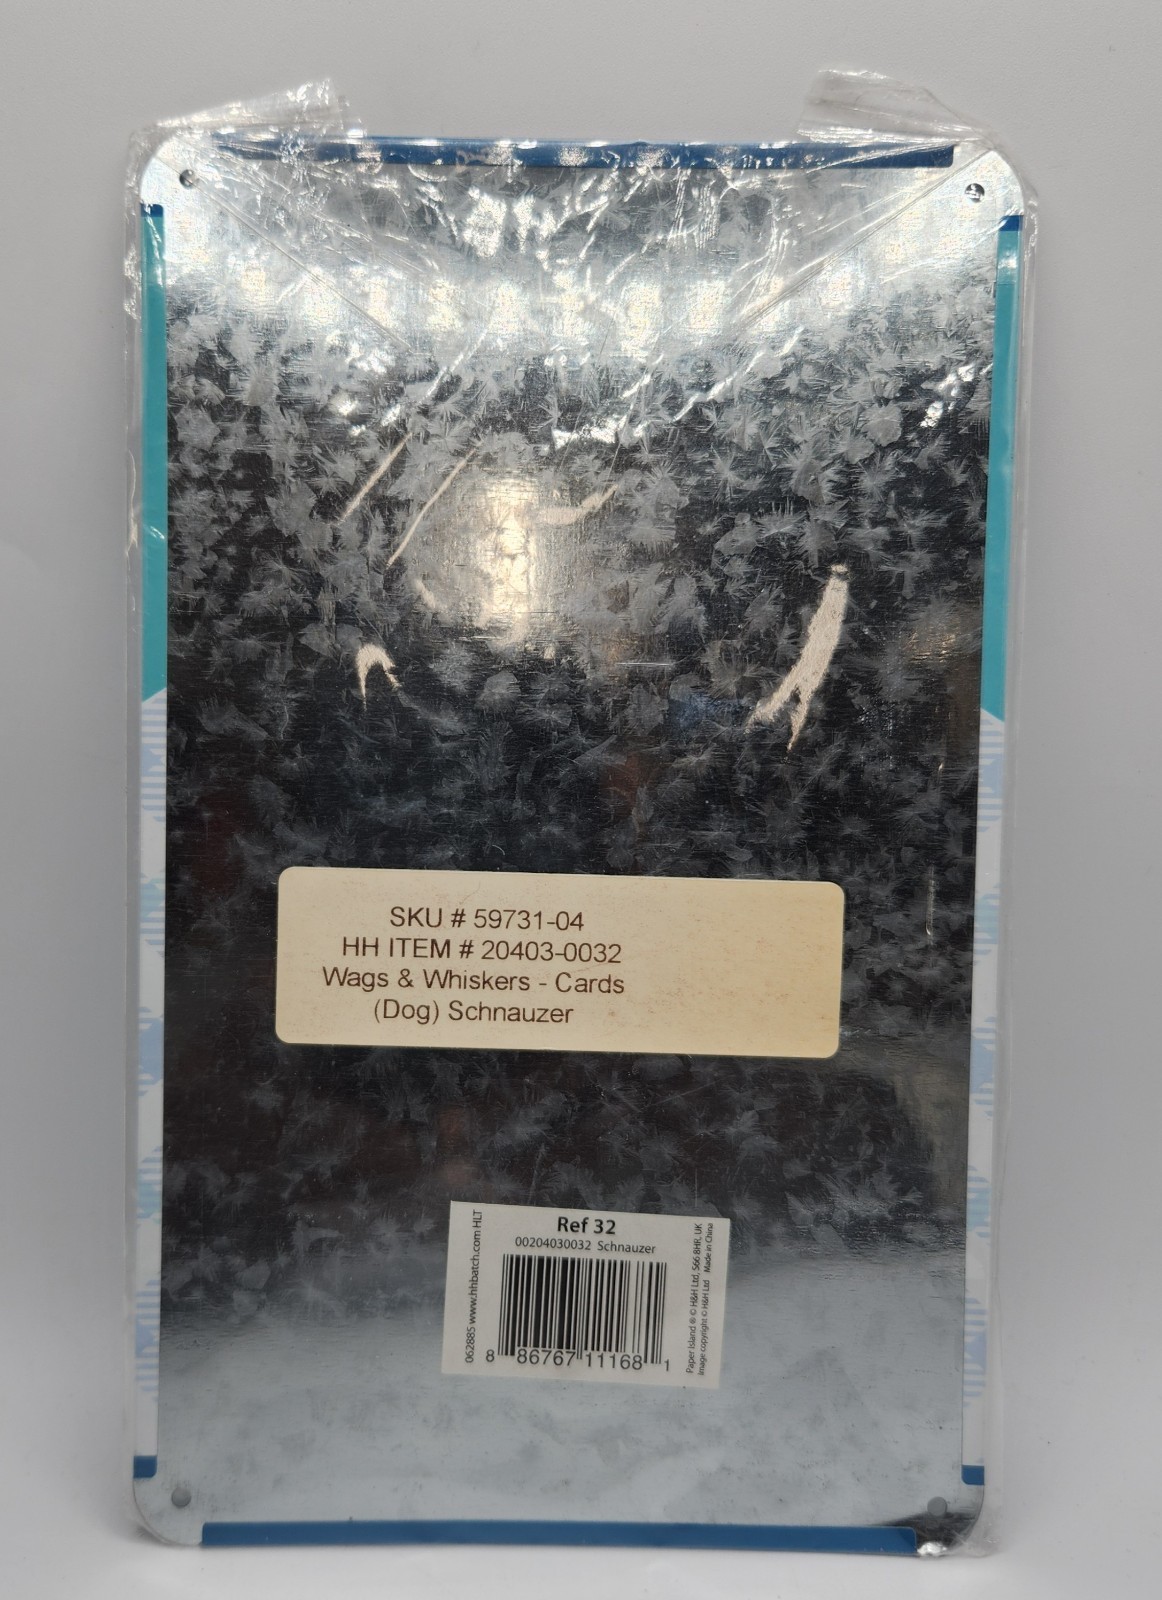 SKU # 59731-04
HH ITEM # 20403-0032
Wags & Whiskers - Cards
(Dog) Schnauzer
Ref 32
00204030032 Schnauzer
8 86767 11168 1
062885 www.hhbatch.com HLT
Paper Island ® © H&H Ltd, S66 8HR, UK
Image copyright © H&H Ltd Made in China